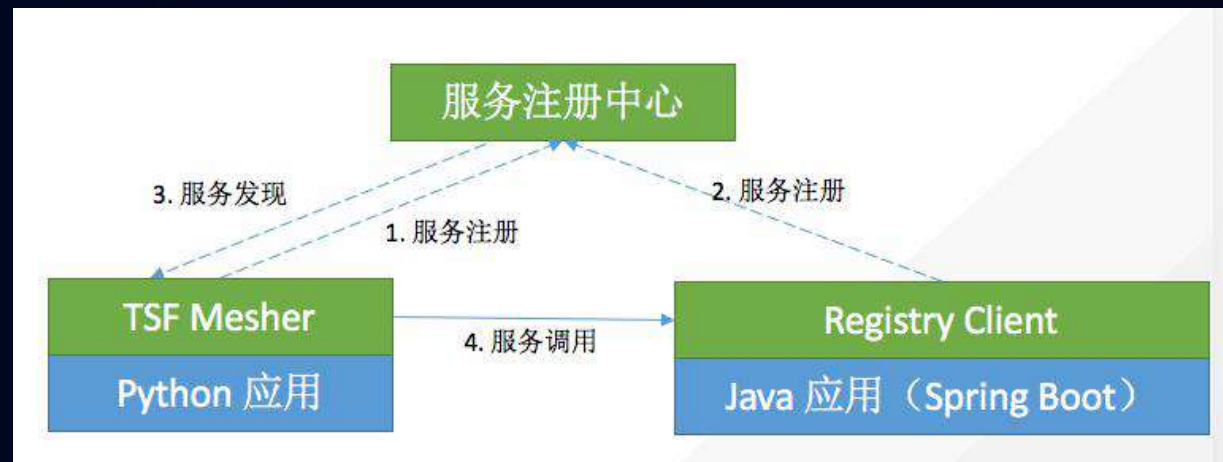 服务注册中心
3. 服务发现
2. 服务注册
1. 服务注册
TSF Mesher
Registry Client
4. 服务调用
Python 应用
Java 应用（Spring Boot）